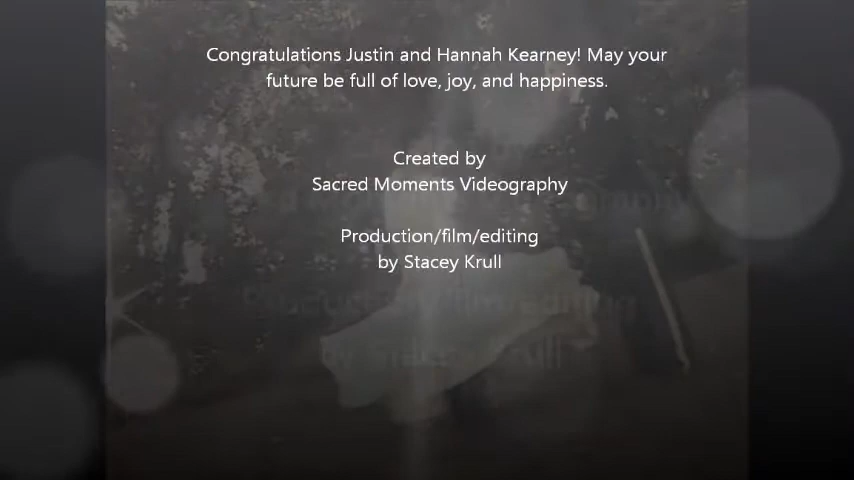 Congratulations Justin and Hannah Kearney! May your
future be full of love, joy, and happiness.
Created by
Sacred Moments Videography
Production/film/editing
by Stacey Krull